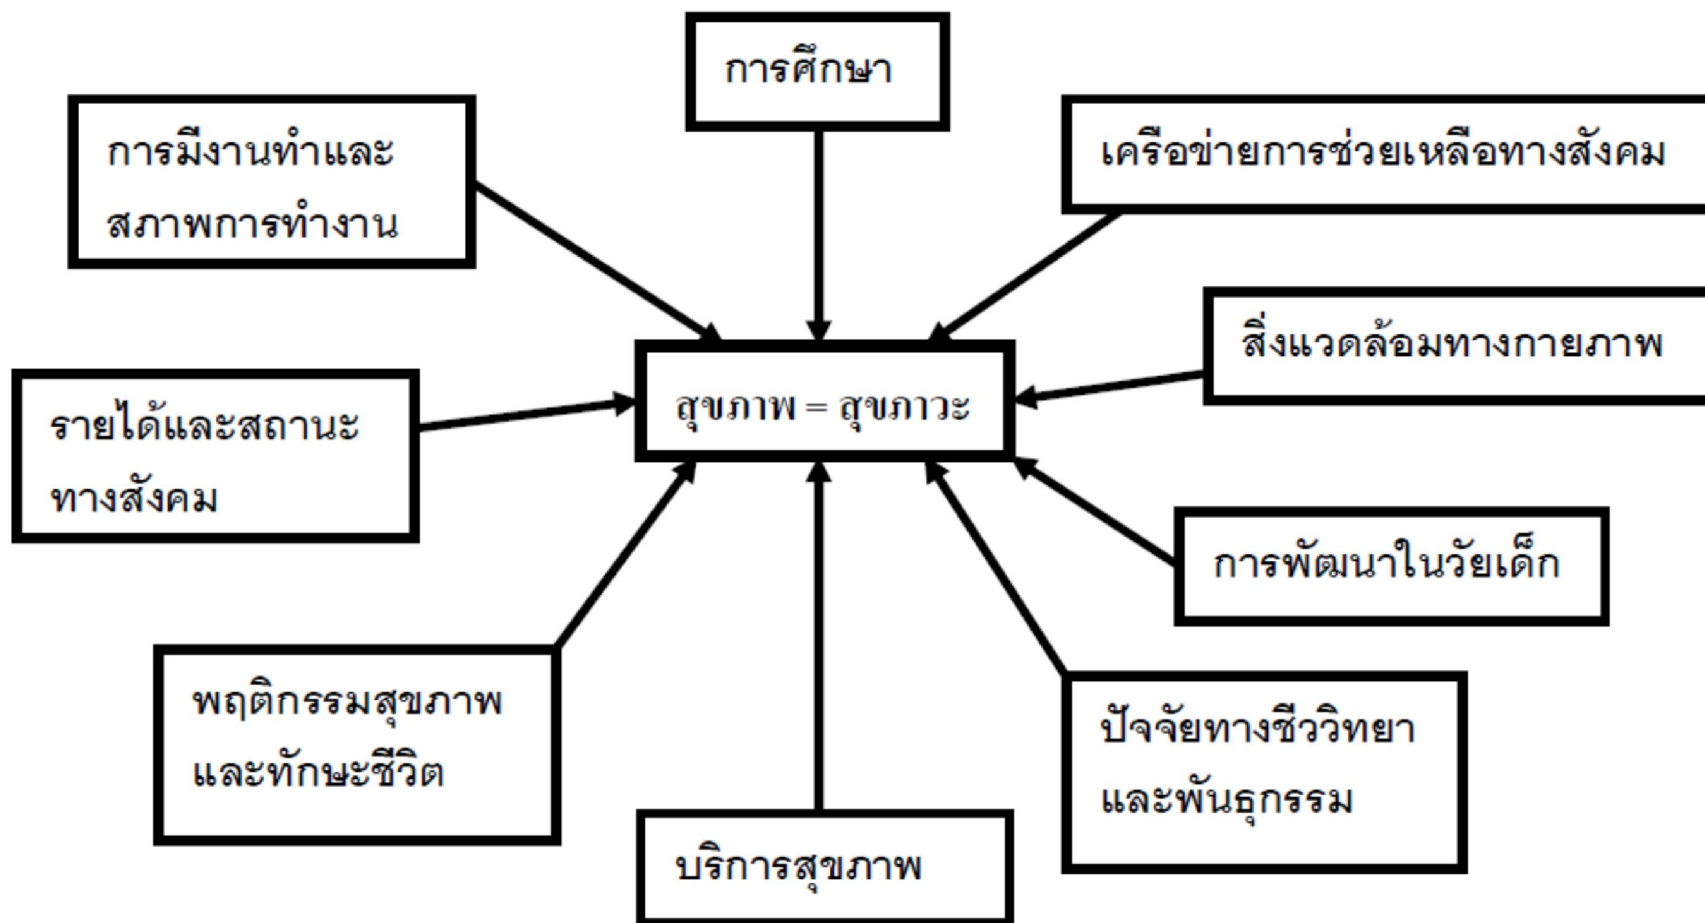 การศึกษา
การมีงานทำและ
สภาพการทำงาน
เครือข่ายการช่วยเหลือทางสังคม
สิ่งแวดล้อมทางกายภาพ
สุขภาพ = สุขภาวะ
รายได้และสถานะ
ทางสังคม
การพัฒนาในวัยเด็ก
พฤติกรรมสุขภาพ
และทักษะชีวิต
ปัจจัยทางชีววิทยา
และพันธุกรรม
บริการสุขภาพ